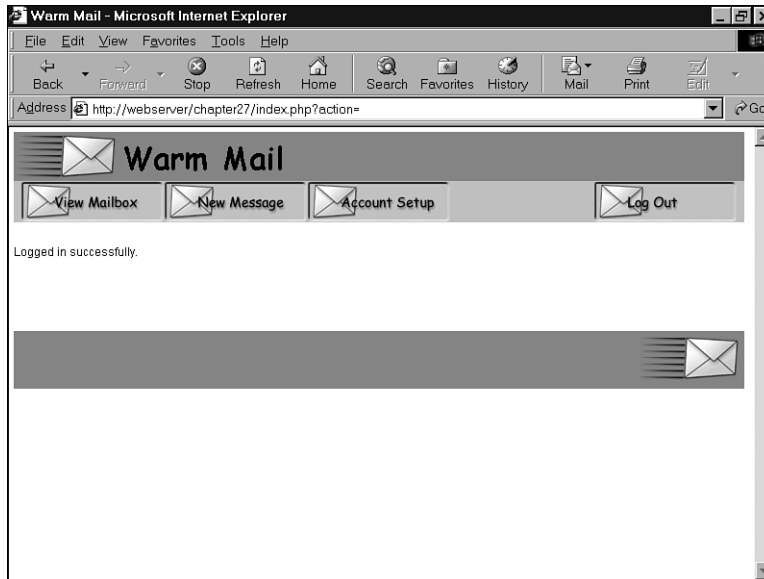 Warm Mail - Microsoft Internet Explorer
File Edit View Favorites Tools Help
Back Forward Stop Refresh Home Search Favorites History Mail Print Edit
Address http://webserver/chapter27/index.php?action= Go
Warm Mail
View Mailbox New Message Account Setup Log Out
Logged in successfully.